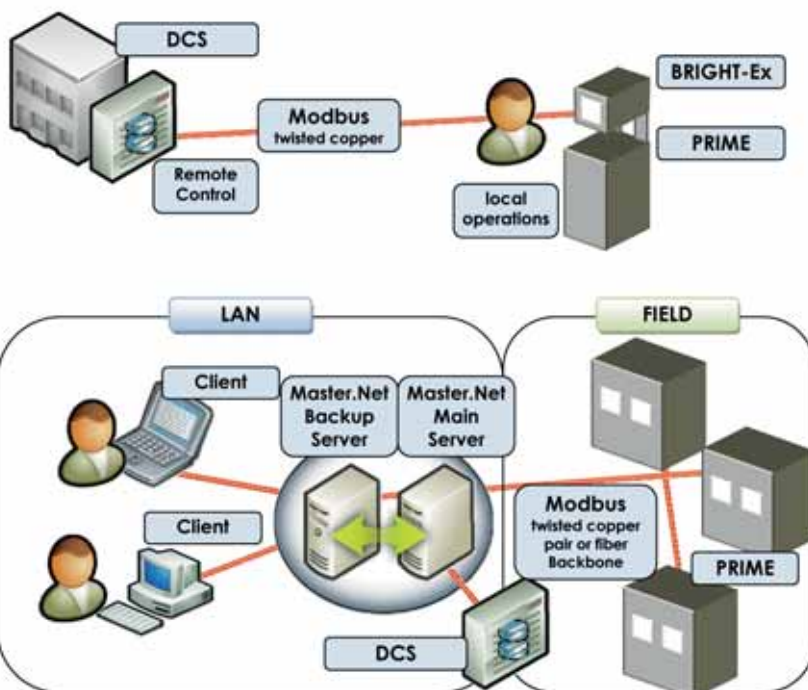 DCS
BRIGHT-Ex
Modbus
twisted copper
PRIME
Remote
Control
local
operations
LAN
FIELD
Client
Master.Net
Backup
Server
Master.Net
Main
Server
Client
Modbus
twisted copper
pair or fiber
Backbone
PRIME
DCS